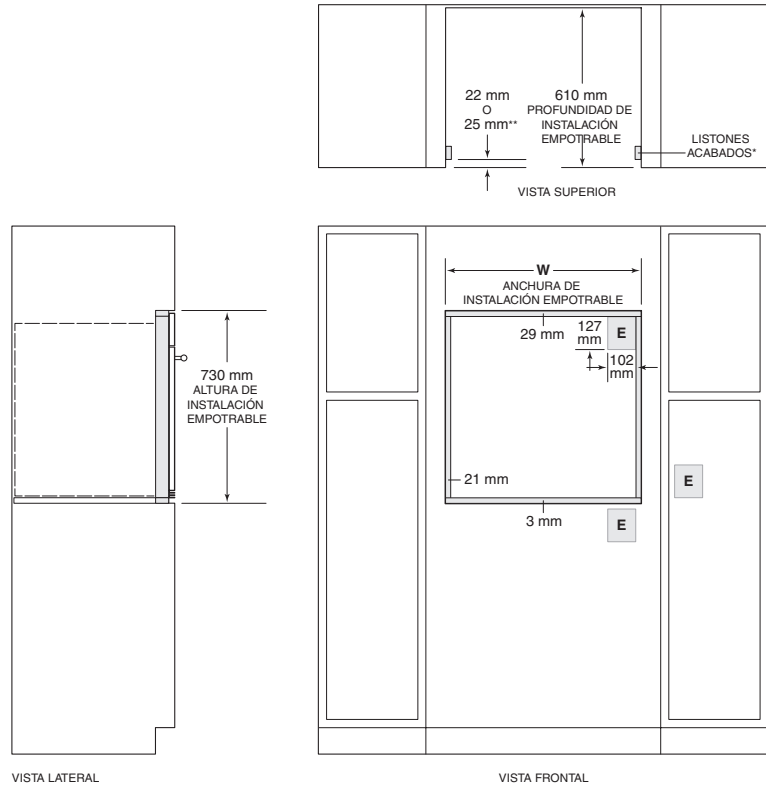 22 mm
O
25 mm**
610 mm
PROFUNDIDAD DE
INSTALACIÓN
EMPOTRABLE
LISTONES
ACABADOS*
VISTA SUPERIOR
W
ANCHURA DE
INSTALACIÓN EMPOTRABLE
29 mm
127
mm
E
102
mm
730 mm
ALTURA DE
INSTALACIÓN
EMPOTRABLE
21 mm
E
3 mm
E
VISTA LATERAL
VISTA FRONTAL